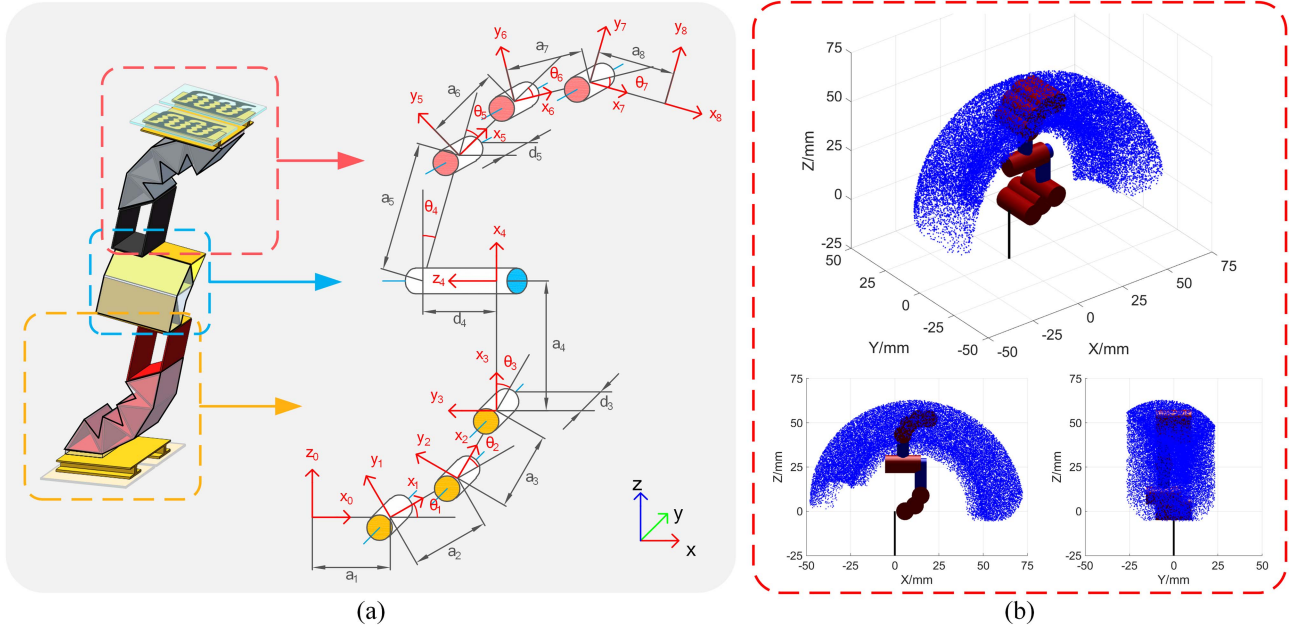 y₆
a₇
y₇
a₈
y₈
θ₆
x₆
θ₇
x₇
x₈
a₆
y₅
θ₅
x₅
d₅
a₅
θ₄
x₄
z₄
d₄
a₄
x₃
θ₃
y₃
d₃
y₂
x₂
θ₂
a₃
z₀
y₁
x₁
θ₁
x₀
a₂
a₁
z
y
x
(a)
75
50
25
0
-25
Z/mm
50
25
0
-25
-50
Y/mm
-50
-25
0
25
50
75
X/mm
75
50
25
0
-25
Z/mm
-50
-25
0
25
50
75
X/mm
75
50
25
0
-25
Z/mm
-50
0
50
Y/mm
(b)